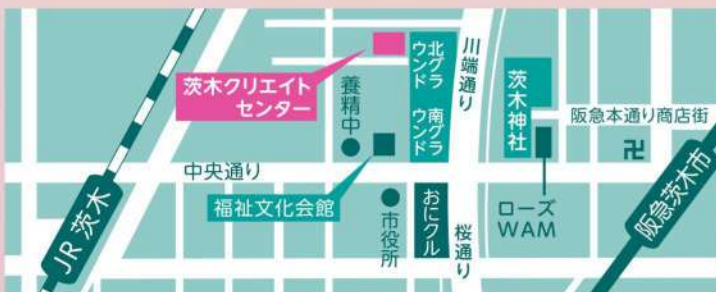 茨木クリエイト
センター
養精中
北グラ
ウンド
南グラ
ウンド
川端通り
茨木神社
阪急本通り商店街
卍
中央通り
福祉文化会館
市役所
おにクル
桜通り
ローズ
WAM
JR 茨木
阪急茨木市